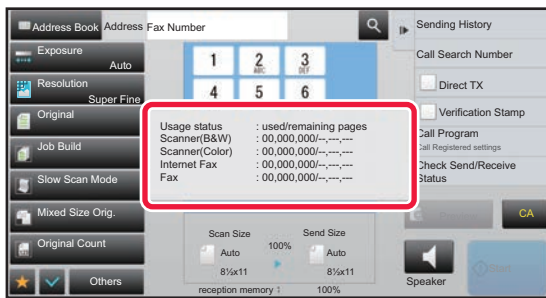 Address Book Address Fax Number
Sending History
Exposure
Auto
1 2 ABC 3 DEF
Call Search Number
Resolution
Super Fine
4 5 6
Direct TX
Original
Usage status : used/remaining pages
Scanner(B&W) : 00,000,000/--,---,---
Scanner(Color) : 00,000,000/--,---,---
Internet Fax : 00,000,000/--,---,---
Fax : 00,000,000/--,---,---
Verification Stamp
Call Program
Call Registered settings
Job Build
Check Send/Receive
Status
Slow Scan Mode
Mixed Size Orig.
CA
Scan Size
Send Size
Original Count
Auto
100%
Auto
8½x11
8½x11
Others
reception memory : 100%
Speaker
Start